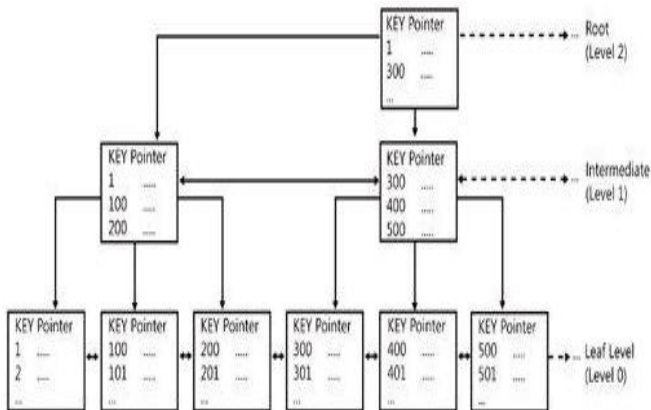 KEY Pointer
1 .....
300 .....
...
... Root
(Level 2)
KEY Pointer
1 .....
100 .....
200 .....
KEY Pointer
300 .....
400 .....
500 .....
... Intermediate
(Level 1)
KEY Pointer
1 .....
2 .....
...
KEY Pointer
100 .....
101 .....
...
KEY Pointer
200 .....
201 .....
...
KEY Pointer
300 .....
301 .....
...
KEY Pointer
400 .....
401 .....
...
KEY Pointer
500 .....
501 .....
...
... Leaf Level
(Level 0)